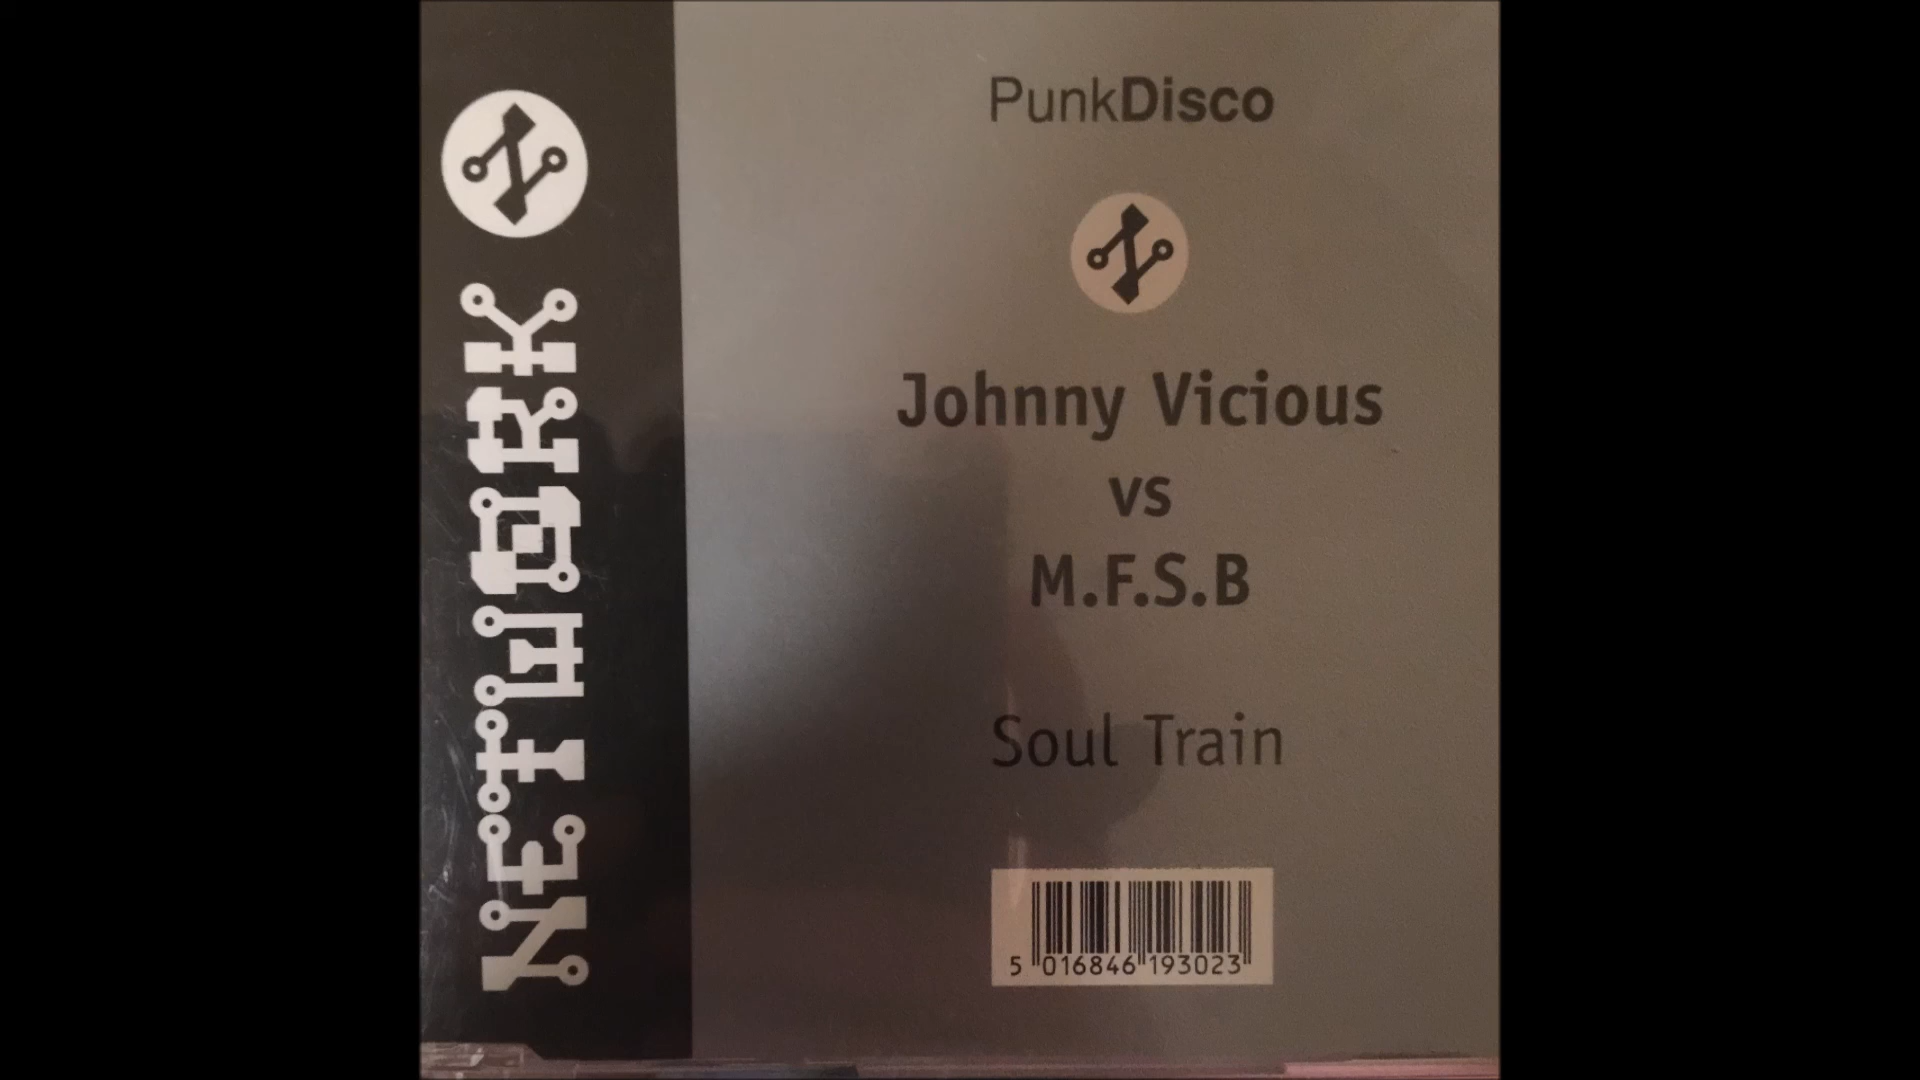 NETWORK
PunkDisco
Johnny Vicious
vs
M.F.S.B
Soul Train
5 016846 193023